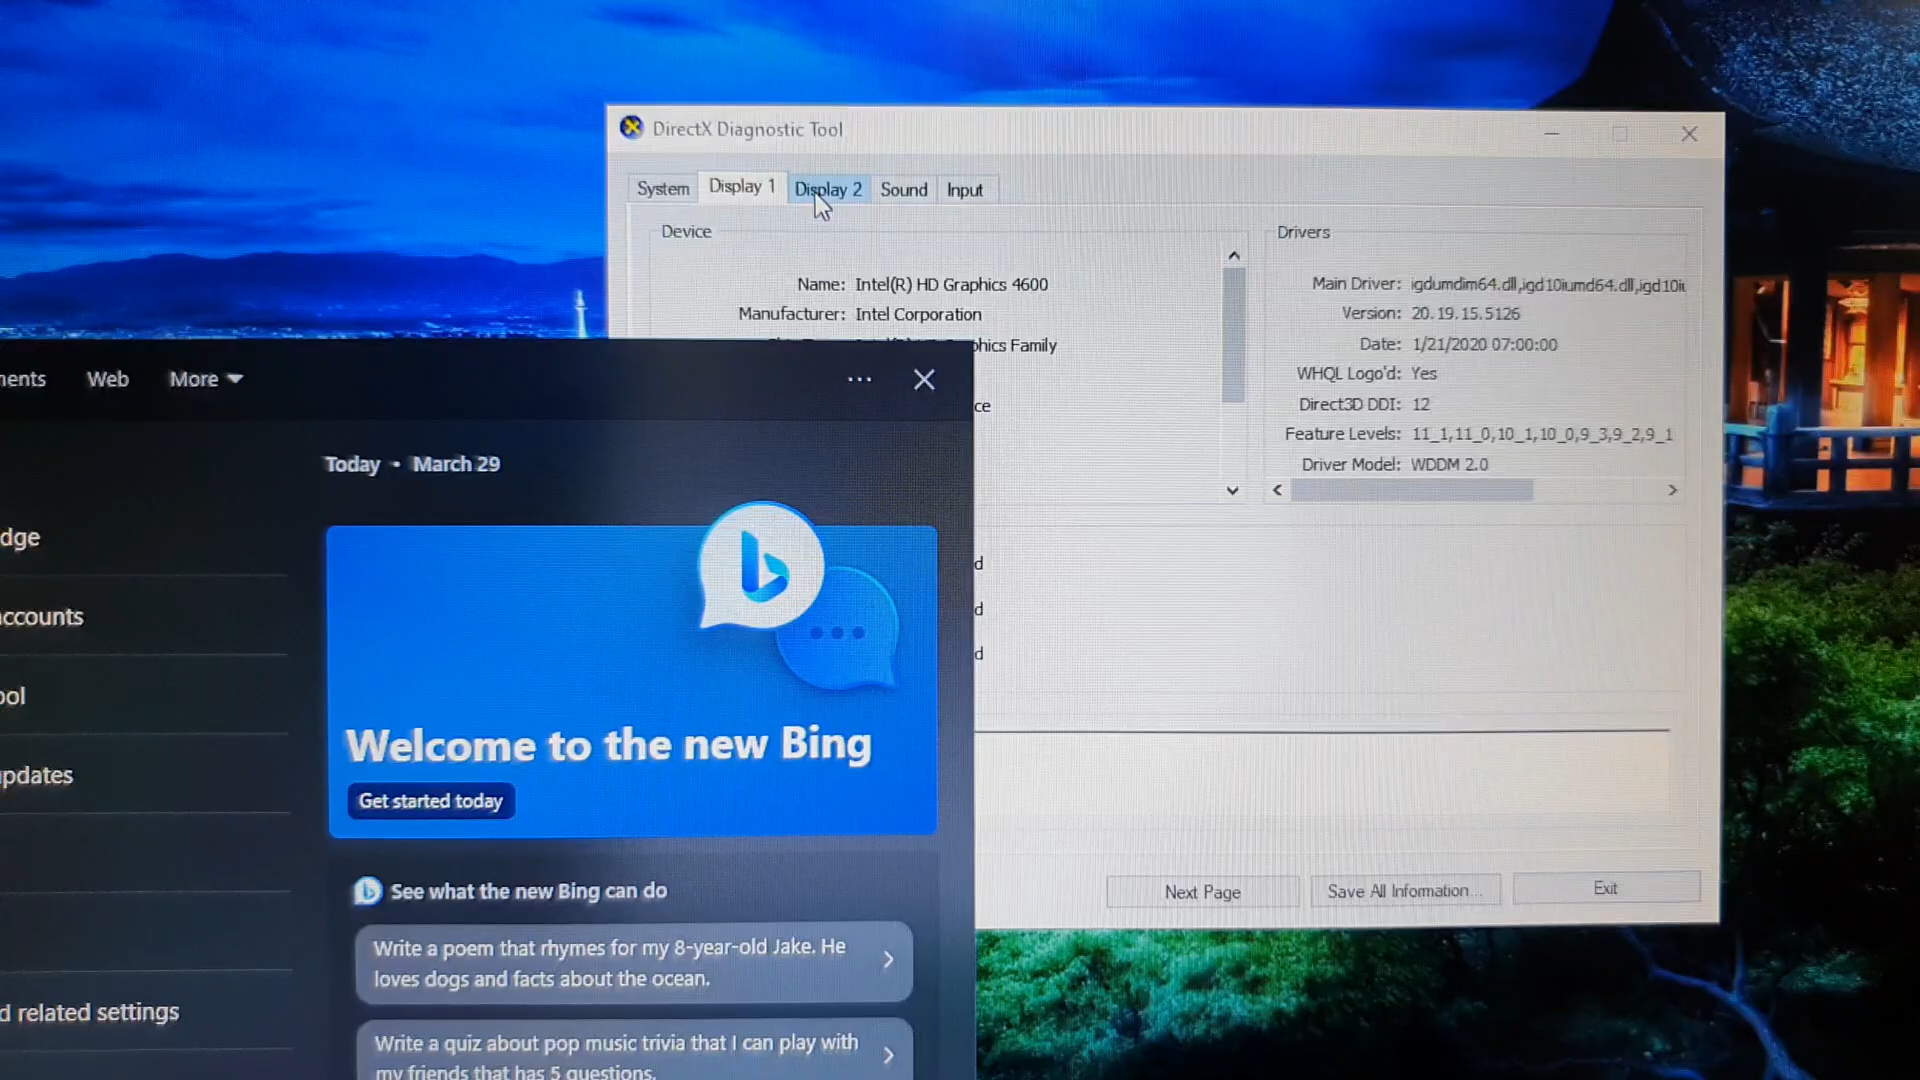 DirectX Diagnostic Tool
System
Display 1
Display 2
Sound
Input
Device
Name: Intel(R) HD Graphics 4600
Manufacturer: Intel Corporation
phics Family
ce
d
d
d
Drivers
Main Driver: igdumdim64.dll,igd10iumd64.dll,igd10iu
Version: 20.19.15.5126
Date: 1/21/2020 07:00:00
WHQL Logo'd: Yes
Direct3D DDI: 12
Feature Levels: 11_1,11_0,10_1,10_0,9_3,9_2,9_1
Driver Model: WDDM 2.0
Next Page
Save All Information...
Exit
nents
Web
More
dge
accounts
ool
updates
d related settings
Today • March 29
Welcome to the new Bing
Get started today
See what the new Bing can do
Write a poem that rhymes for my 8-year-old Jake. He
loves dogs and facts about the ocean.
Write a quiz about pop music trivia that I can play with
my friends that has 5 questions.